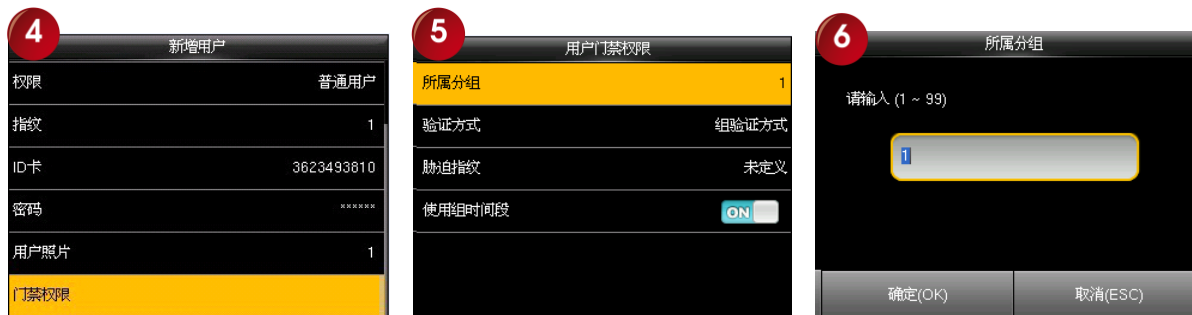 4
新增用户
权限 普通用户
指纹 1
ID卡 3623493810
密码 ******
用户照片 1
门禁权限
5
用户门禁权限
所属分组 1
验证方式 组验证方式
胁迫指纹 未定义
使用组时间段 ON
6
所属分组
请输入 (1 ~ 99)
1
确定(OK) 取消(ESC)